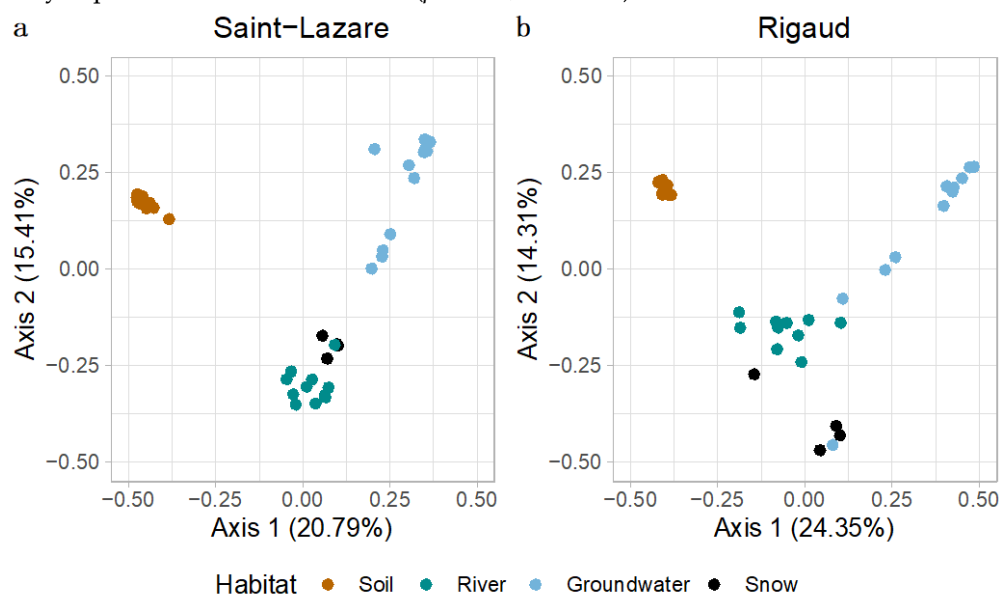 a Saint−Lazare b Rigaud
Axis 2 (15.41%)
0.50
0.25
0.00
−0.25
−0.50
−0.50 −0.25 0.00 0.25 0.50
Axis 1 (20.79%)
Axis 2 (14.31%)
0.50
0.25
0.00
−0.25
−0.50
−0.50 −0.25 0.00 0.25 0.50
Axis 1 (24.35%)
Habitat Soil River Groundwater Snow